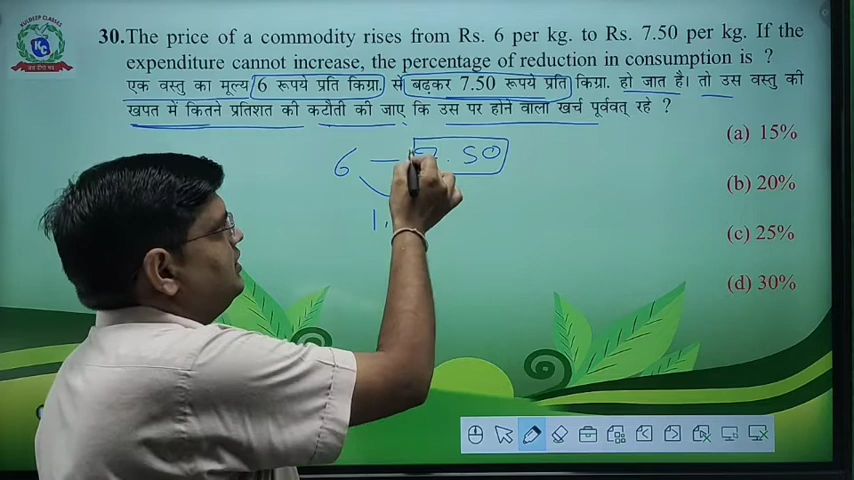 KULDEEP CLASSES
KC
30.The price of a commodity rises from Rs. 6 per kg. to Rs. 7.50 per kg. If the
expenditure cannot increase, the percentage of reduction in consumption is ?
एक वस्तु का मूल्य 6 रूपये प्रति किग्रा. से बढ़कर 7.50 रूपये प्रति किग्रा. हो जात है। तो उस वस्तु की
खपत में कितने प्रतिशत की कटौती की जाए कि उस पर होने वाला खर्च पूर्ववत् रहे ?
6 — 7.50
1.
(a) 15%
(b) 20%
(c) 25%
(d) 30%